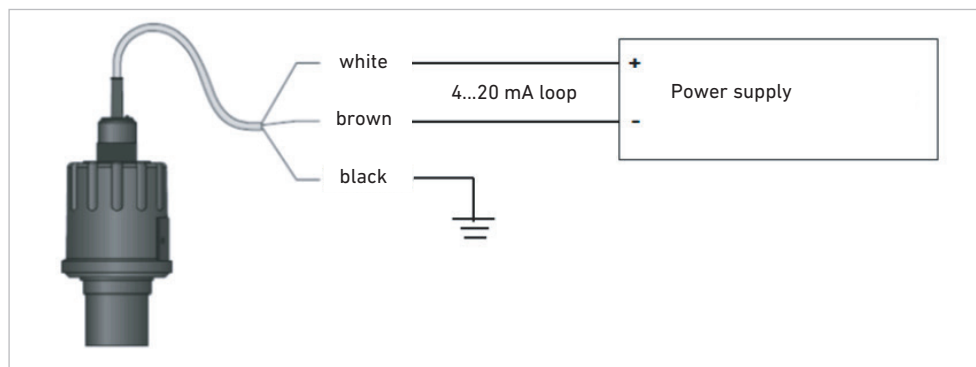 white
+
4...20 mA loop
Power supply
brown
-
black